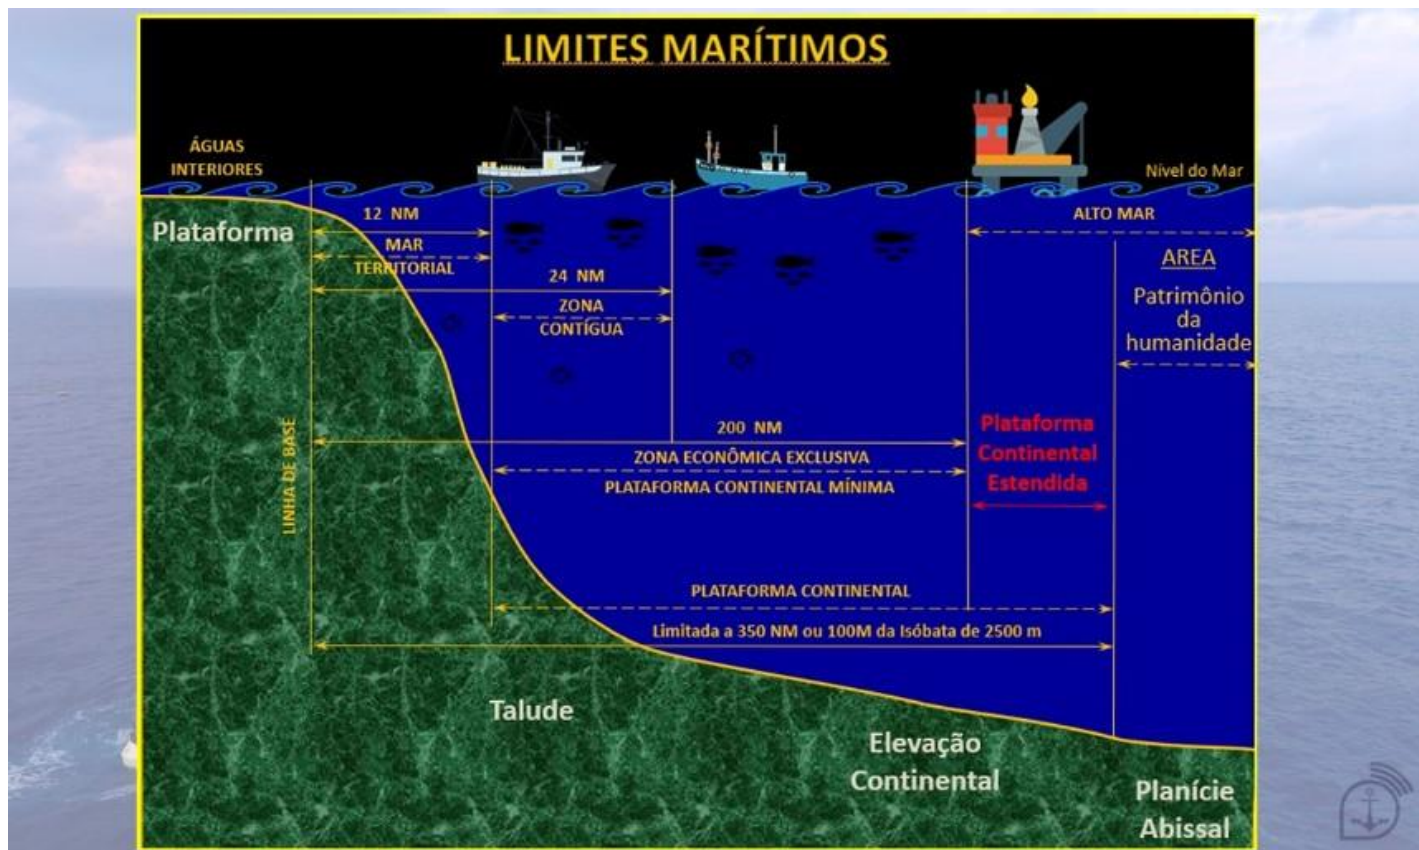 LIMITES MARÍTIMOS
ÁGUAS
INTERIORES
Nível do Mar
Plataforma
12 NM
MAR
TERRITORIAL
ALTO MAR
AREA
Patrimônio
da
humanidade
24 NM
ZONA
CONTÍGUA
LINHA DE BASE
200 NM
ZONA ECONÔMICA EXCLUSIVA
PLATAFORMA CONTINENTAL MÍNIMA
Plataforma
Continental
Estendida
PLATAFORMA CONTINENTAL
Limitada a 350 NM ou 100M da Isóbata de 2500 m
Talude
Elevação
Continental
Planície
Abissal